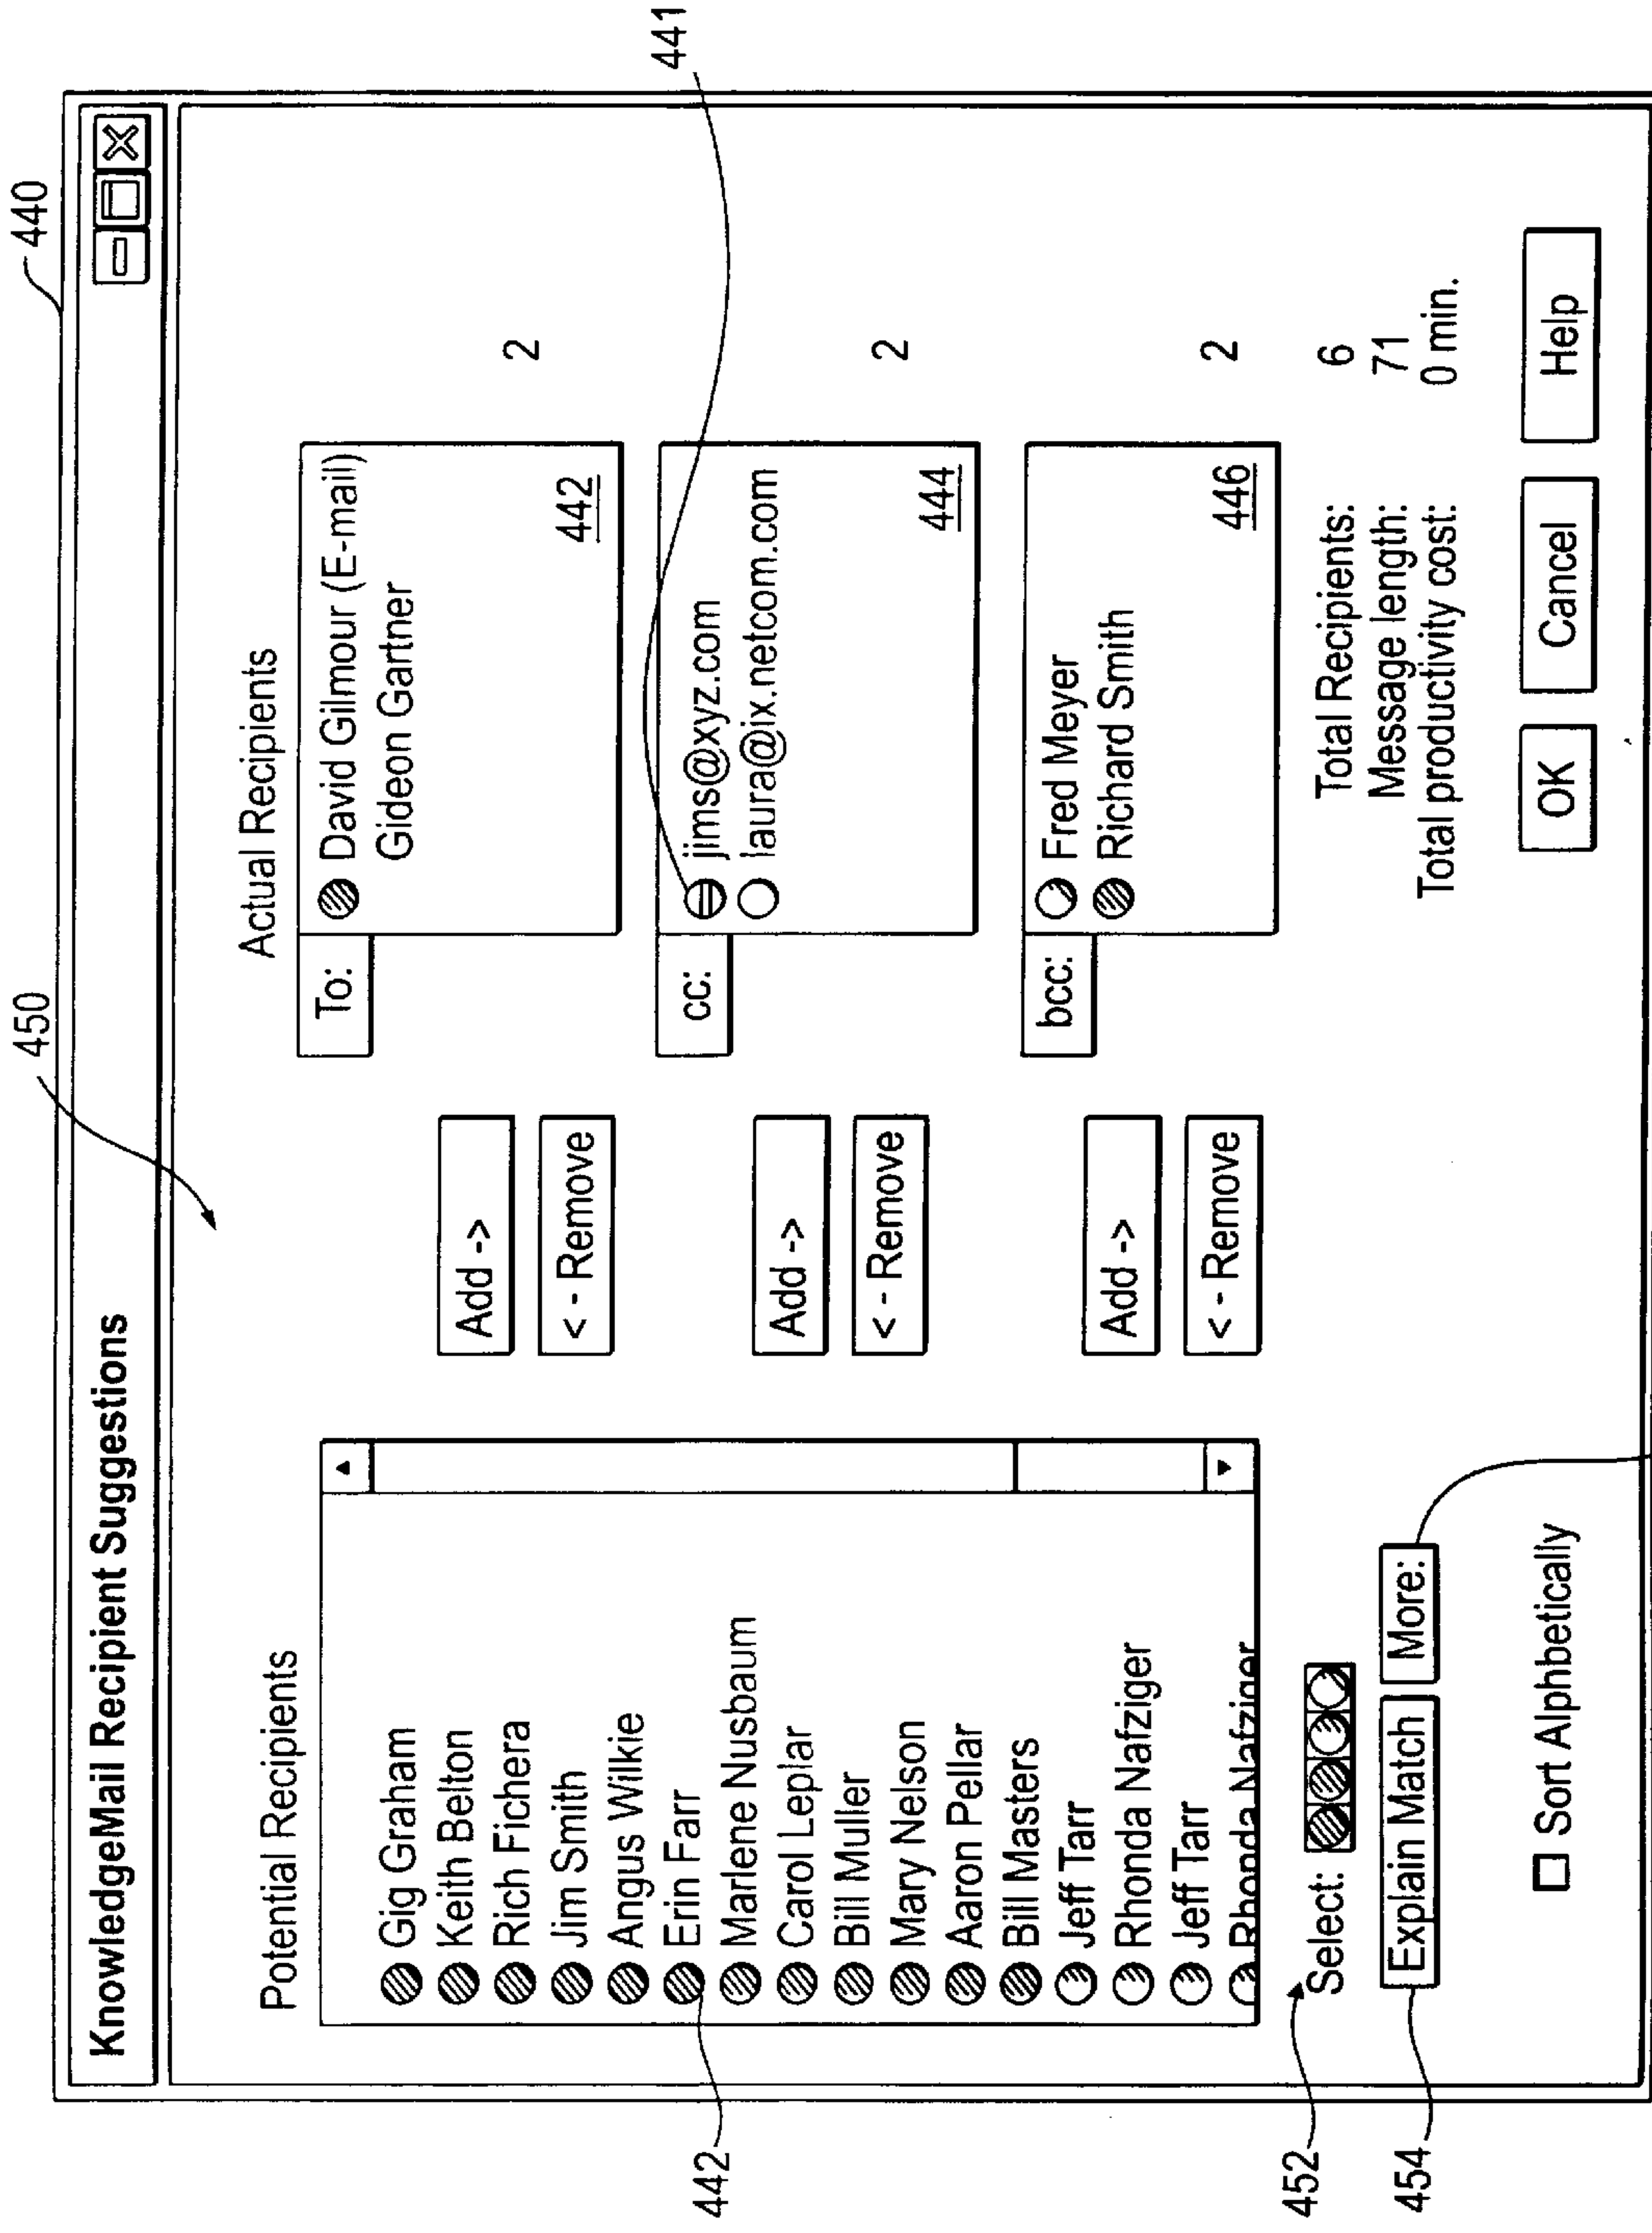 440
KnowledgeMail Recipient Suggestions
450
Potential Recipients
Gig Graham
Keith Belton
Rich Fichera
Jim Smith
Angus Wilkie
Erin Farr
Marlene Nusbaum
Carol Leplar
Bill Muller
Mary Nelson
Aaron Pellar
Bill Masters
Jeff Tarr
Rhonda Nafziger
Jeff Tarr
Rhonda Nafziger
442
452
Select:
454
Explain Match
More:
Sort Alphbetically
Add ->
< - Remove
Add ->
< - Remove
Add ->
< - Remove
Actual Recipients
To:
David Gilmour (E-mail)
Gideon Gartner
442
2
441
cc:
jims@xyz.com
laura@ix.netcom.com
444
2
bcc:
Fred Meyer
Richard Smith
446
2
Total Recipients: 6
Message length: 71
Total productivity cost: 0 min.
OK Cancel Help